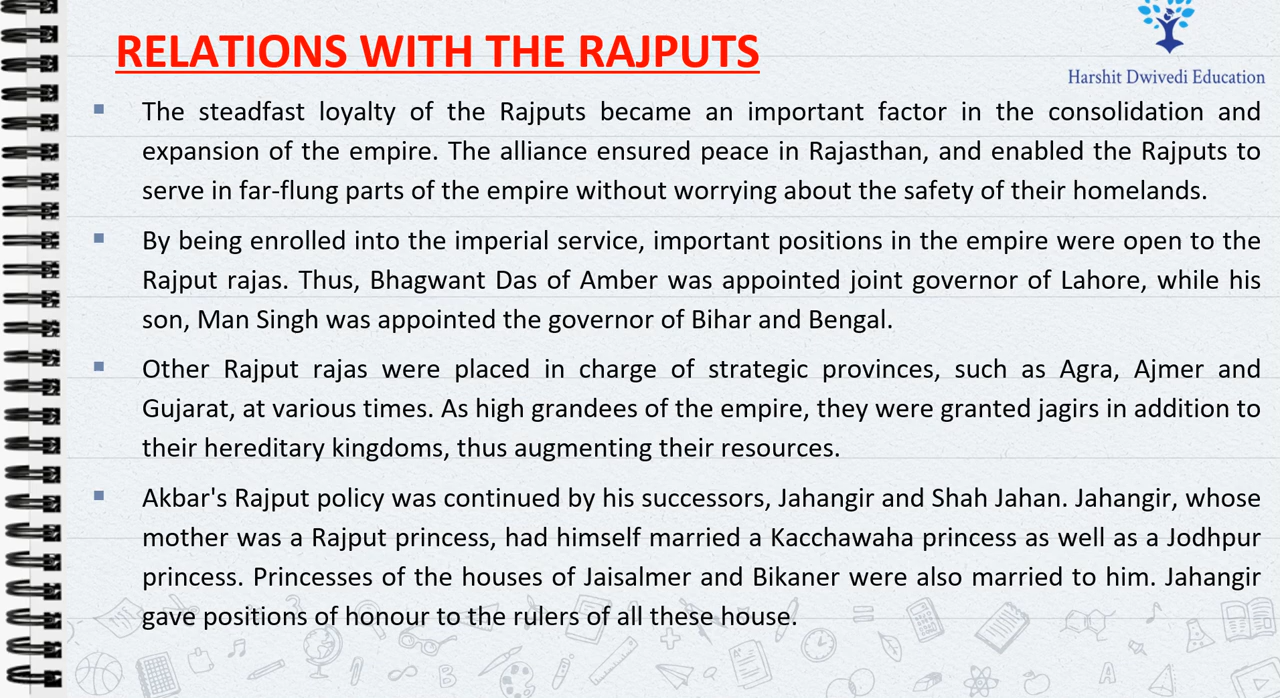 RELATIONS WITH THE RAJPUTS
Harshit Dwivedi Education
▪ The steadfast loyalty of the Rajputs became an important factor in the consolidation and
expansion of the empire. The alliance ensured peace in Rajasthan, and enabled the Rajputs to
serve in far-flung parts of the empire without worrying about the safety of their homelands.
▪ By being enrolled into the imperial service, important positions in the empire were open to the
Rajput rajas. Thus, Bhagwant Das of Amber was appointed joint governor of Lahore, while his
son, Man Singh was appointed the governor of Bihar and Bengal.
▪ Other Rajput rajas were placed in charge of strategic provinces, such as Agra, Ajmer and
Gujarat, at various times. As high grandees of the empire, they were granted jagirs in addition to
their hereditary kingdoms, thus augmenting their resources.
▪ Akbar's Rajput policy was continued by his successors, Jahangir and Shah Jahan. Jahangir, whose
mother was a Rajput princess, had himself married a Kacchawaha princess as well as a Jodhpur
princess. Princesses of the houses of Jaisalmer and Bikaner were also married to him. Jahangir
gave positions of honour to the rulers of all these house.